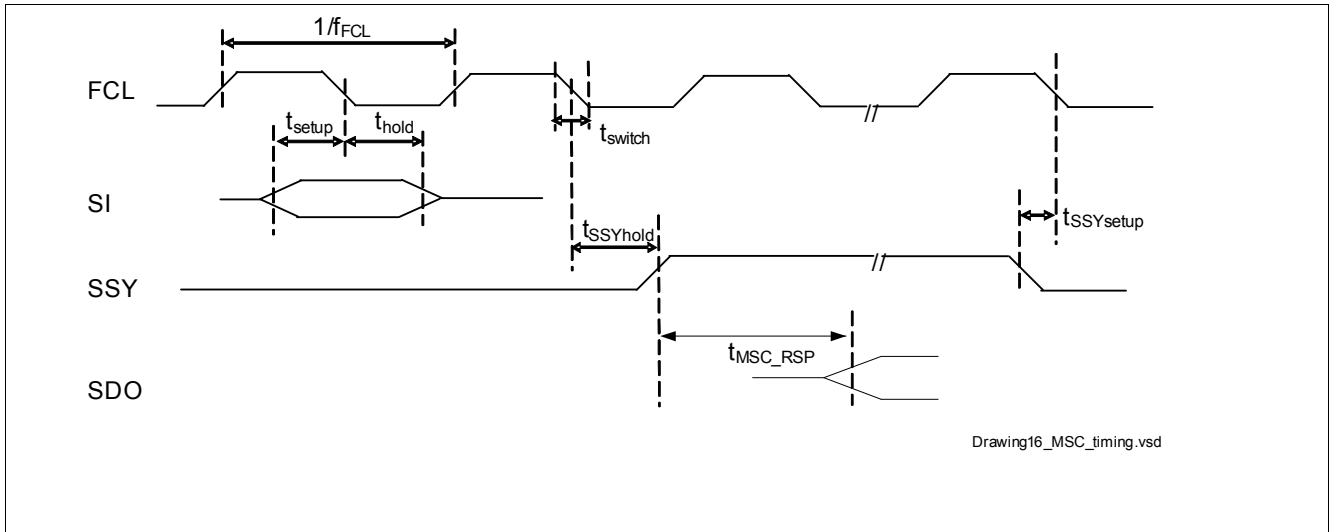 1/fFCL
FCL
tsetup
thold
tswitch
SI
tSSYhold
tSSYsetup
//
//
SSY
tMSC_RSP
SDO
Drawing16_MSC_timing.vsd